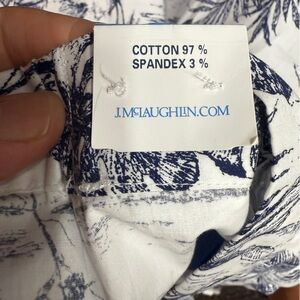 COTTON 97 %
SPANDEX 3 %
J.McLAUGHLIN.COM